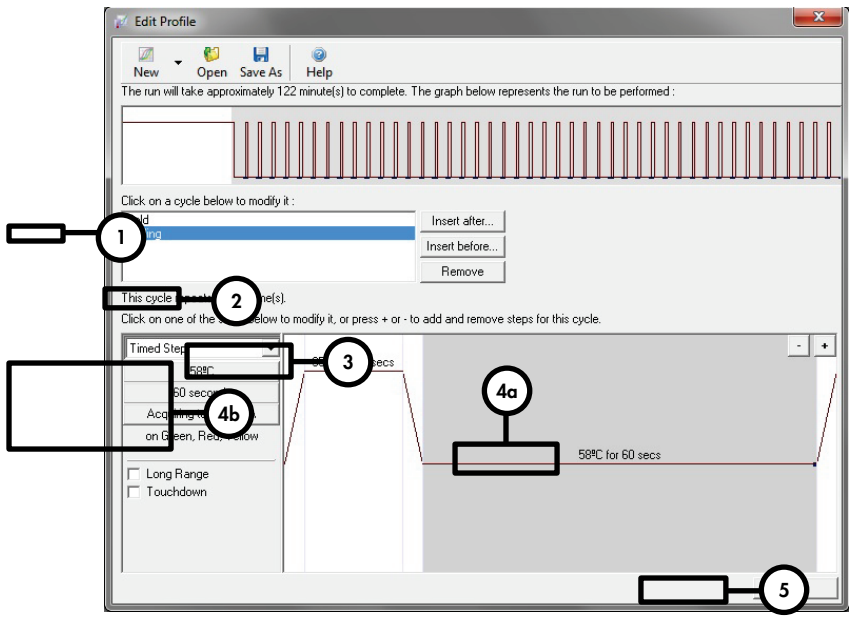 Edit Profile
x
New Open Save As Help
The run will take approximately 122 minute(s) to complete. The graph below represents the run to be performed :
Click on a cycle below to modify it :
Insert after...
1
Insert before...
Remove
This cycle 2
Click on one of the below to modify it, or press + or - to add and remove steps for this cycle.
Timed Step
- +
3 secs
58ºC
60 4a
4b
on Green, Red,
58ºC for 60 secs
Long Range
Touchdown
5